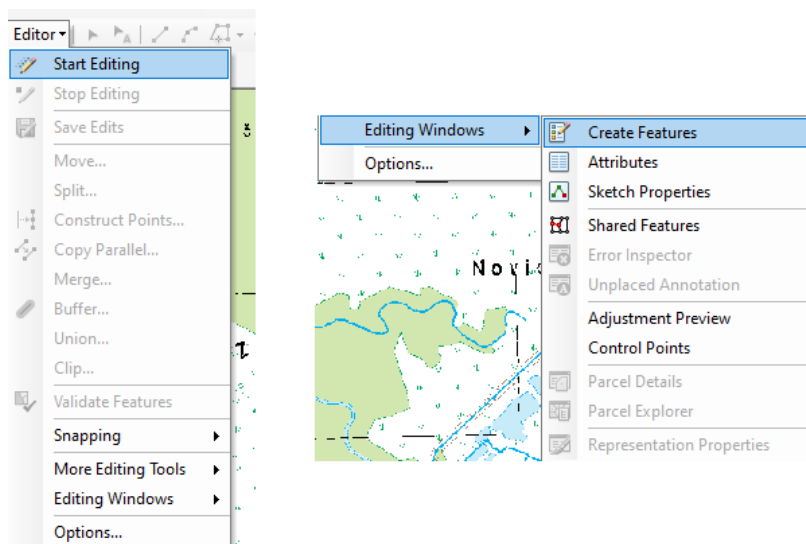 Editor
Start Editing
Stop Editing
Save Edits
Move...
Split...
Construct Points...
Copy Parallel...
Merge...
Buffer...
Union...
Clip...
Validate Features
Snapping
More Editing Tools
Editing Windows
Options...
Editing Windows
Options...
Create Features
Attributes
Sketch Properties
Shared Features
Error Inspector
Unplaced Annotation
Adjustment Preview
Control Points
Parcel Details
Parcel Explorer
Representation Properties